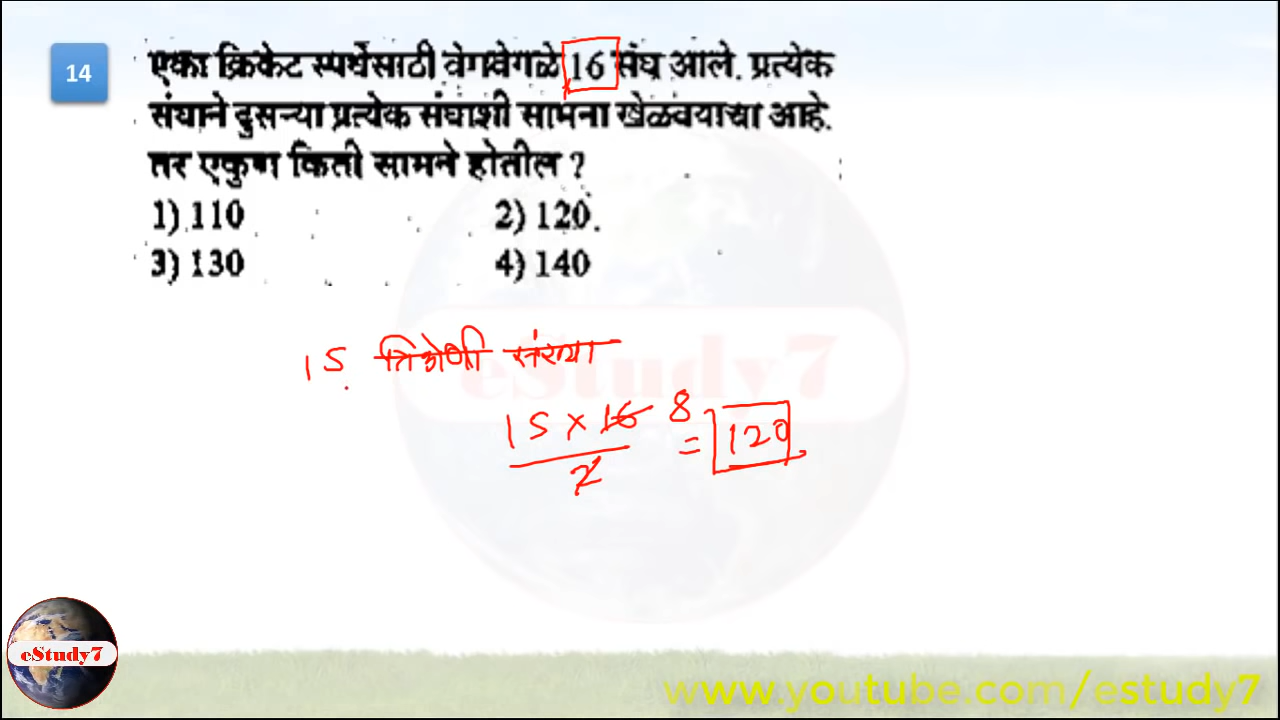 14
एका क्रिकेट स्पर्धेसाठी वेगवेगळे 16 संघ आले. प्रत्येक
संघाने दुसऱ्या प्रत्येक संघाशी सामना खेळवयाचा आहे.
तर एकुण किती सामने होतील ?
1) 110 2) 120.
3) 130 4) 140
15 त्रिकोणी संख्या
15 × 16 8
2
= 120
eStudy7
eStudy7
www.youtube.com/estudy7